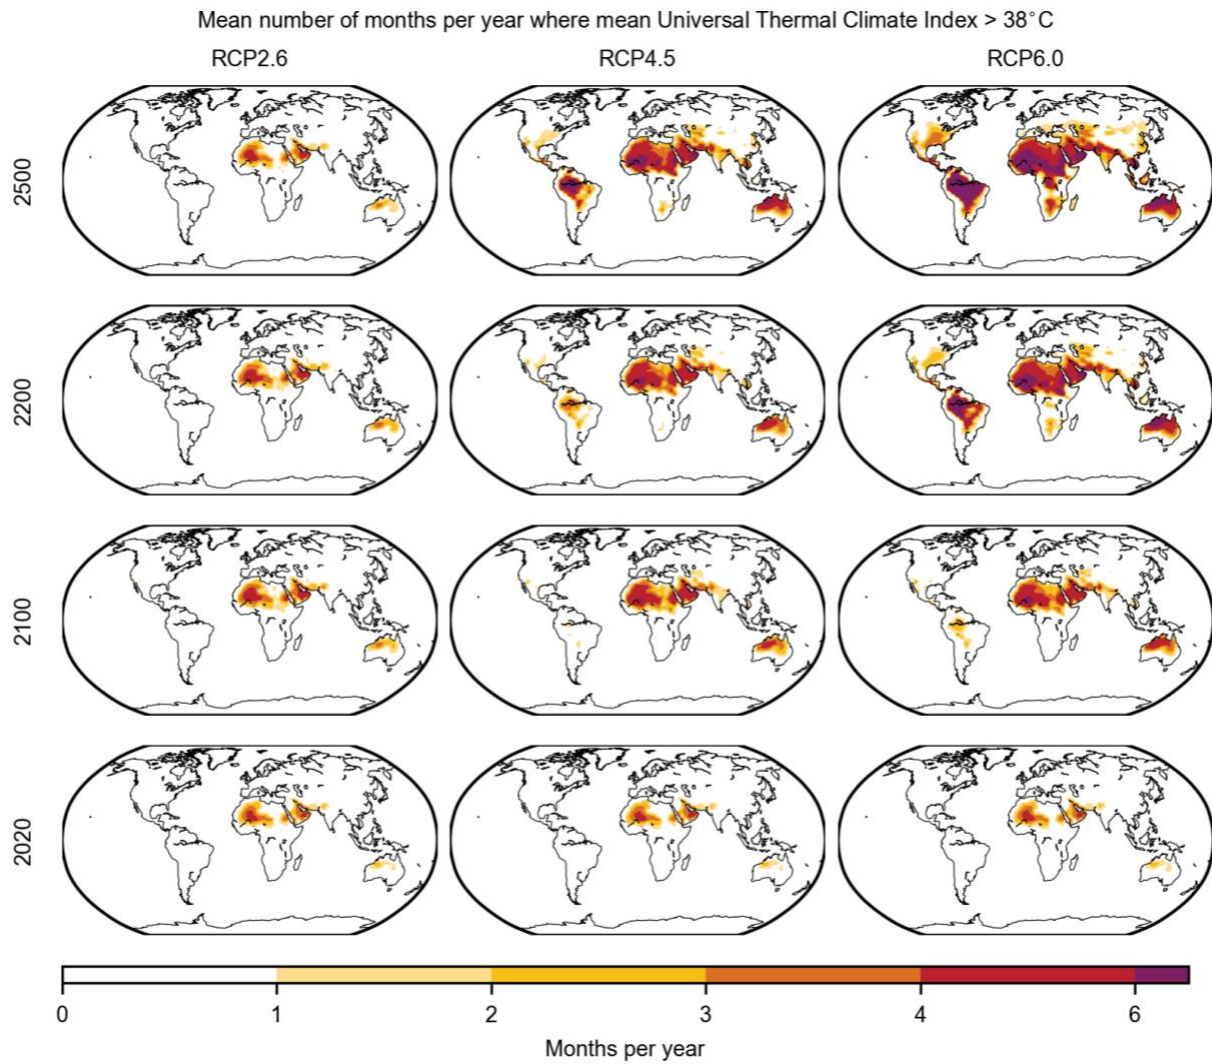 Mean number of months per year where mean Universal Thermal Climate Index > 38°C
RCP2.6 RCP4.5 RCP6.0
2500
2200
2100
2020
0 1 2 3 4 6
Months per year